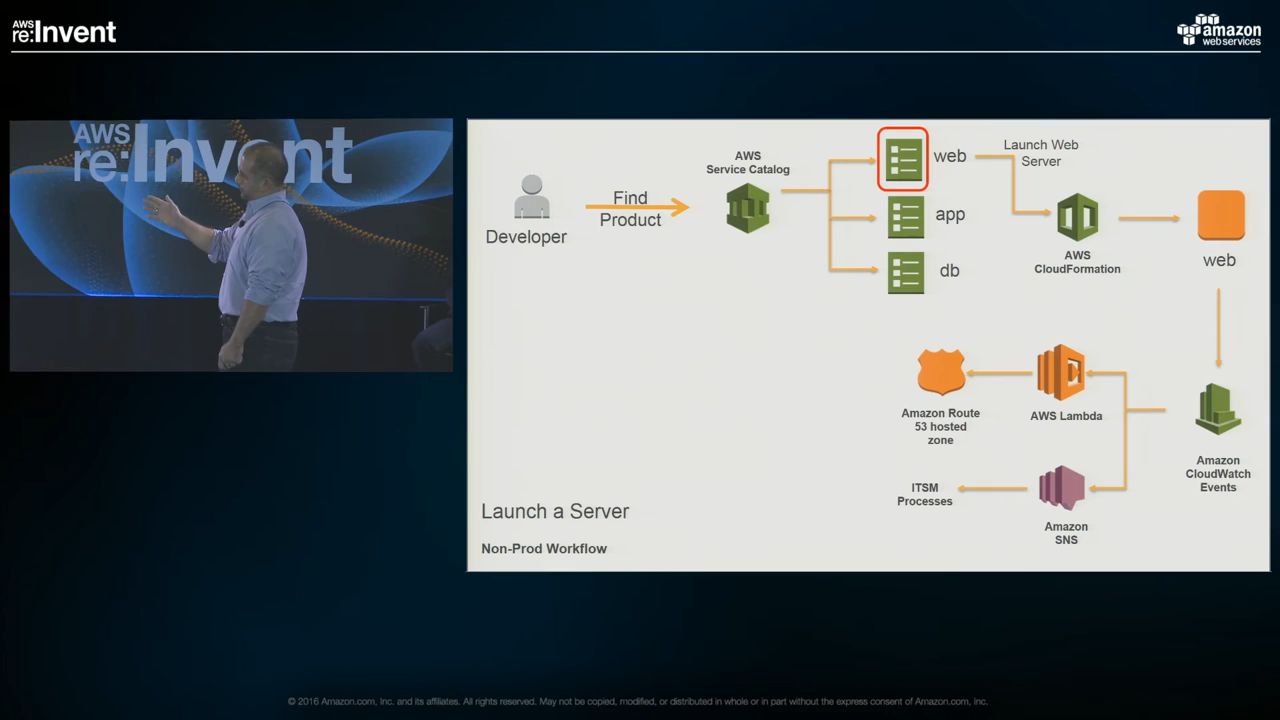 AWS
re:Invent
amazon
web services
AWS
re:Invent
Developer
Find
Product
AWS
Service Catalog
web
app
db
Launch Web
Server
AWS
CloudFormation
web
Amazon
CloudWatch
Events
AWS Lambda
Amazon Route
53 hosted
zone
Amazon
SNS
ITSM
Processes
Launch a Server
Non-Prod Workflow
© 2016 Amazon.com, Inc. and its affiliates. All rights reserved. May not be copied, modified, or distributed in whole or in part without the express consent of Amazon.com, Inc.